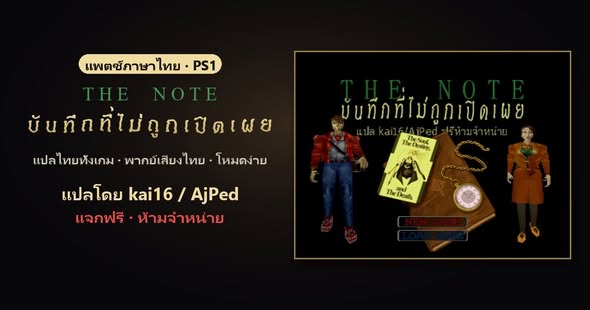 แพตช์ภาษาไทย · PS1
THE NOTE
บันทึกที่ไม่ถูกเปิดเผย
แปลไทยทั้งเกม · พากย์เสียงไทย · โหมดง่าย
แปลโดย kai16 / AjPed
แจกฟรี · ห้ามจำหน่าย
THE NOTE
บันทึกที่ไม่ถูกเปิดเผย
แปล kai16/AjPed ฟรีห้ามจำหน่าย
The Soul,
The Destiny,
and
The Death.